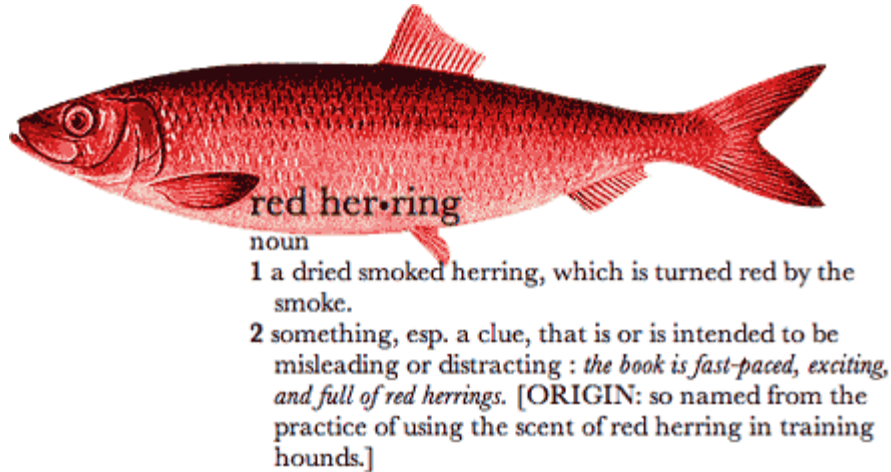 red her•ring
noun
1 a dried smoked herring, which is turned red by the
smoke.
2 something, esp. a clue, that is or is intended to be
misleading or distracting : the book is fast-paced, exciting,
and full of red herrings. [ORIGIN: so named from the
practice of using the scent of red herring in training
hounds.]